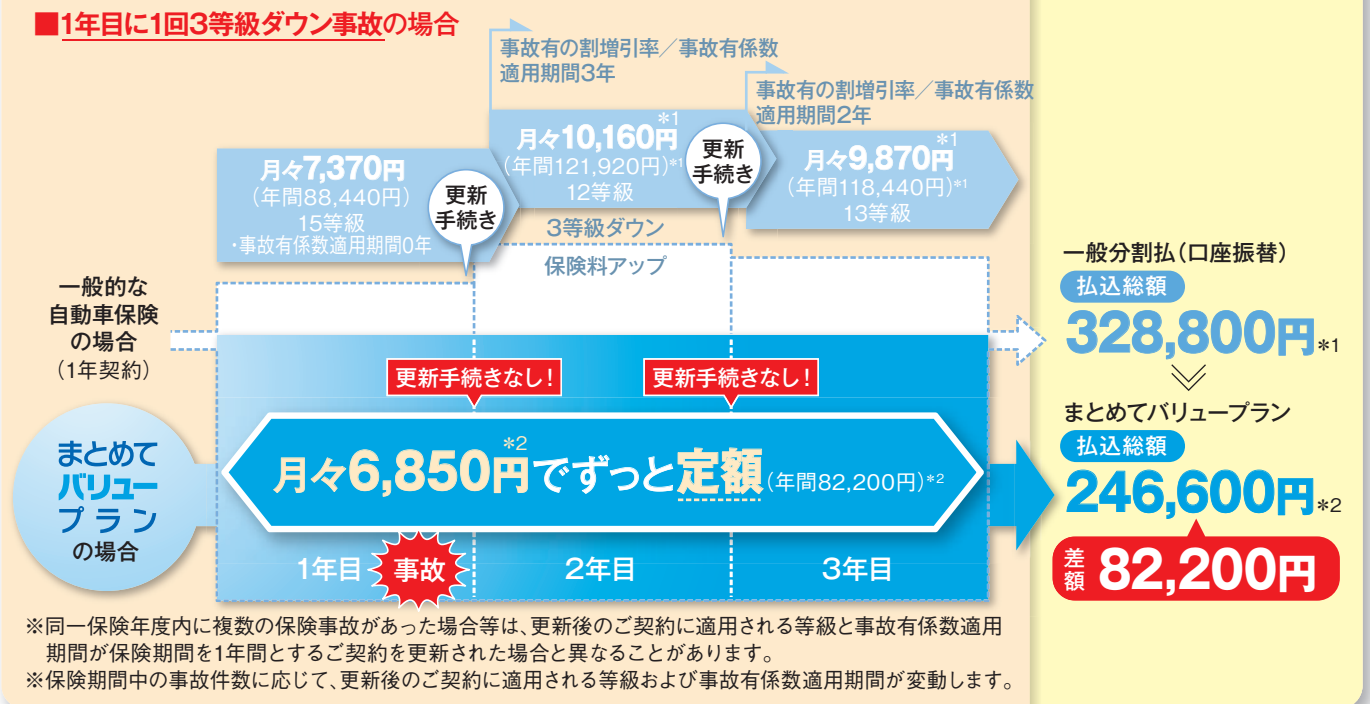 ■1年目に1回3等級ダウン事故の場合
事故有の割増引率／事故有係数
適用期間3年
事故有の割増引率／事故有係数
適用期間2年
月々7,370円
（年間88,440円）
15等級
・事故有係数適用期間0年
更新
手続き
月々10,160円*1
（年間121,920円）*1
12等級
3等級ダウン
保険料アップ
更新
手続き
月々9,870円*1
（年間118,440円）*1
13等級
一般的な
自動車保険
の場合
（1年契約）
一般分割払（口座振替）
払込総額
328,800円*1
更新手続きなし！
更新手続きなし！
まとめて
バリュー
プラン
の場合
月々6,850円*2でずっと定額（年間82,200円）*2
1年目
事故
2年目
3年目
まとめてバリュープラン
払込総額
246,600円*2
差額 82,200円
※同一保険年度内に複数の保険事故があった場合等は、更新後のご契約に適用される等級と事故有係数適用
期間が保険期間を1年間とするご契約を更新された場合と異なることがあります。
※保険期間中の事故件数に応じて、更新後のご契約に適用される等級および事故有係数適用期間が変動します。